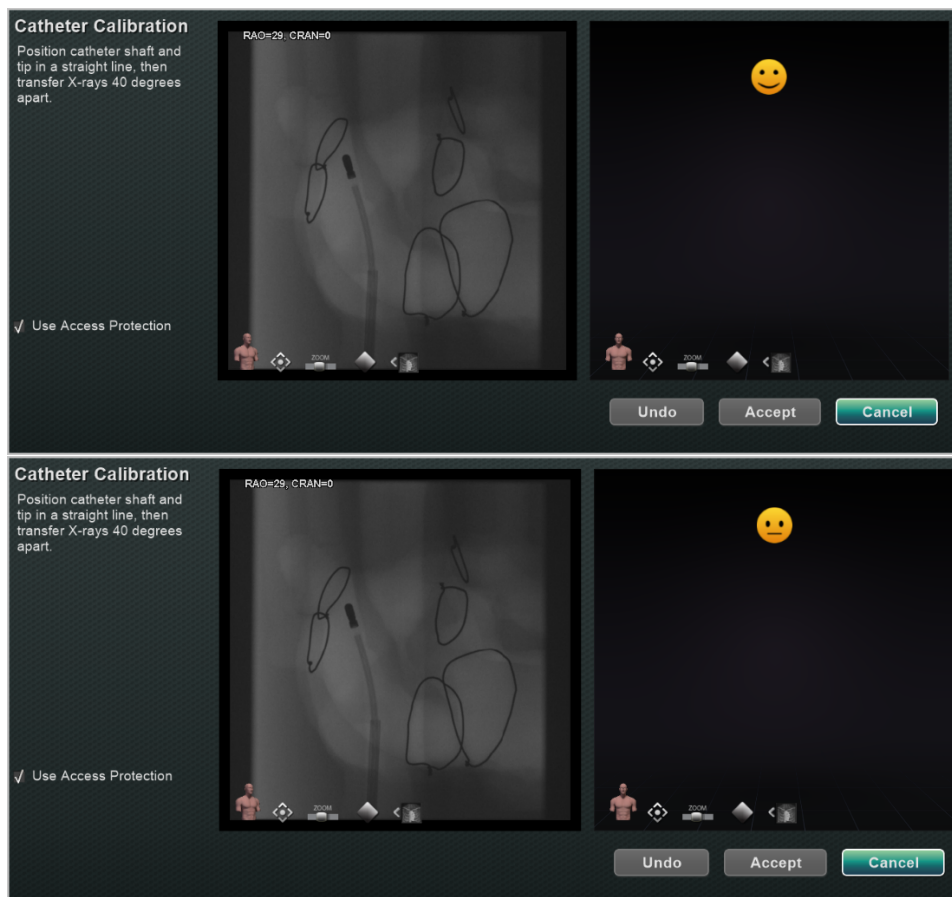 Catheter Calibration
Position catheter shaft and
tip in a straight line, then
transfer X-rays 40 degrees
apart.
RAO=29, CRAN=0
Use Access Protection
ZOOM
ZOOM
Undo
Accept
Cancel
Catheter Calibration
Position catheter shaft and
tip in a straight line, then
transfer X-rays 40 degrees
apart.
RAO=29, CRAN=0
Use Access Protection
ZOOM
ZOOM
Undo
Accept
Cancel